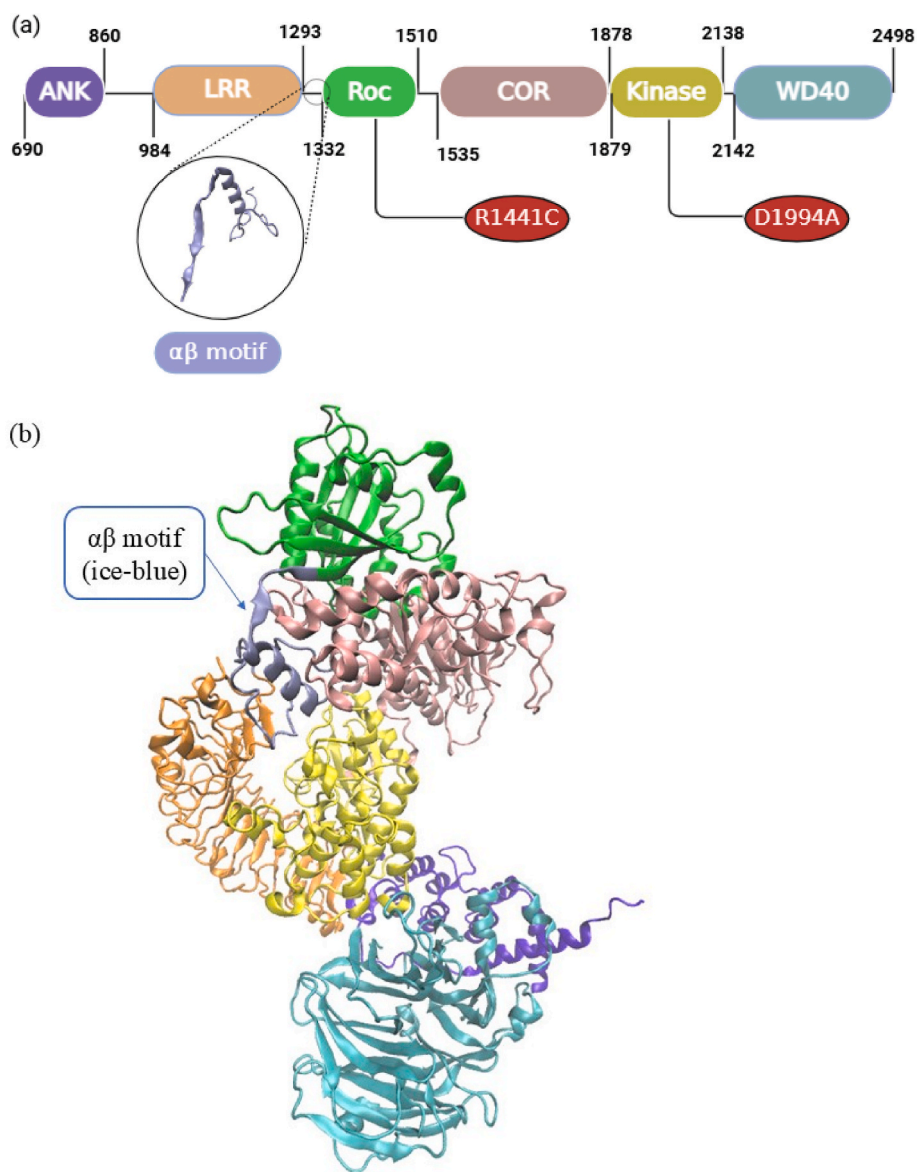 (a)
860 1293 1510 1878 2138 2498
ANK LRR Roc COR Kinase WD40
690 984 1332 1535 1879 2142
R1441C D1994A
αβ motif
(b)
αβ motif
(ice-blue)